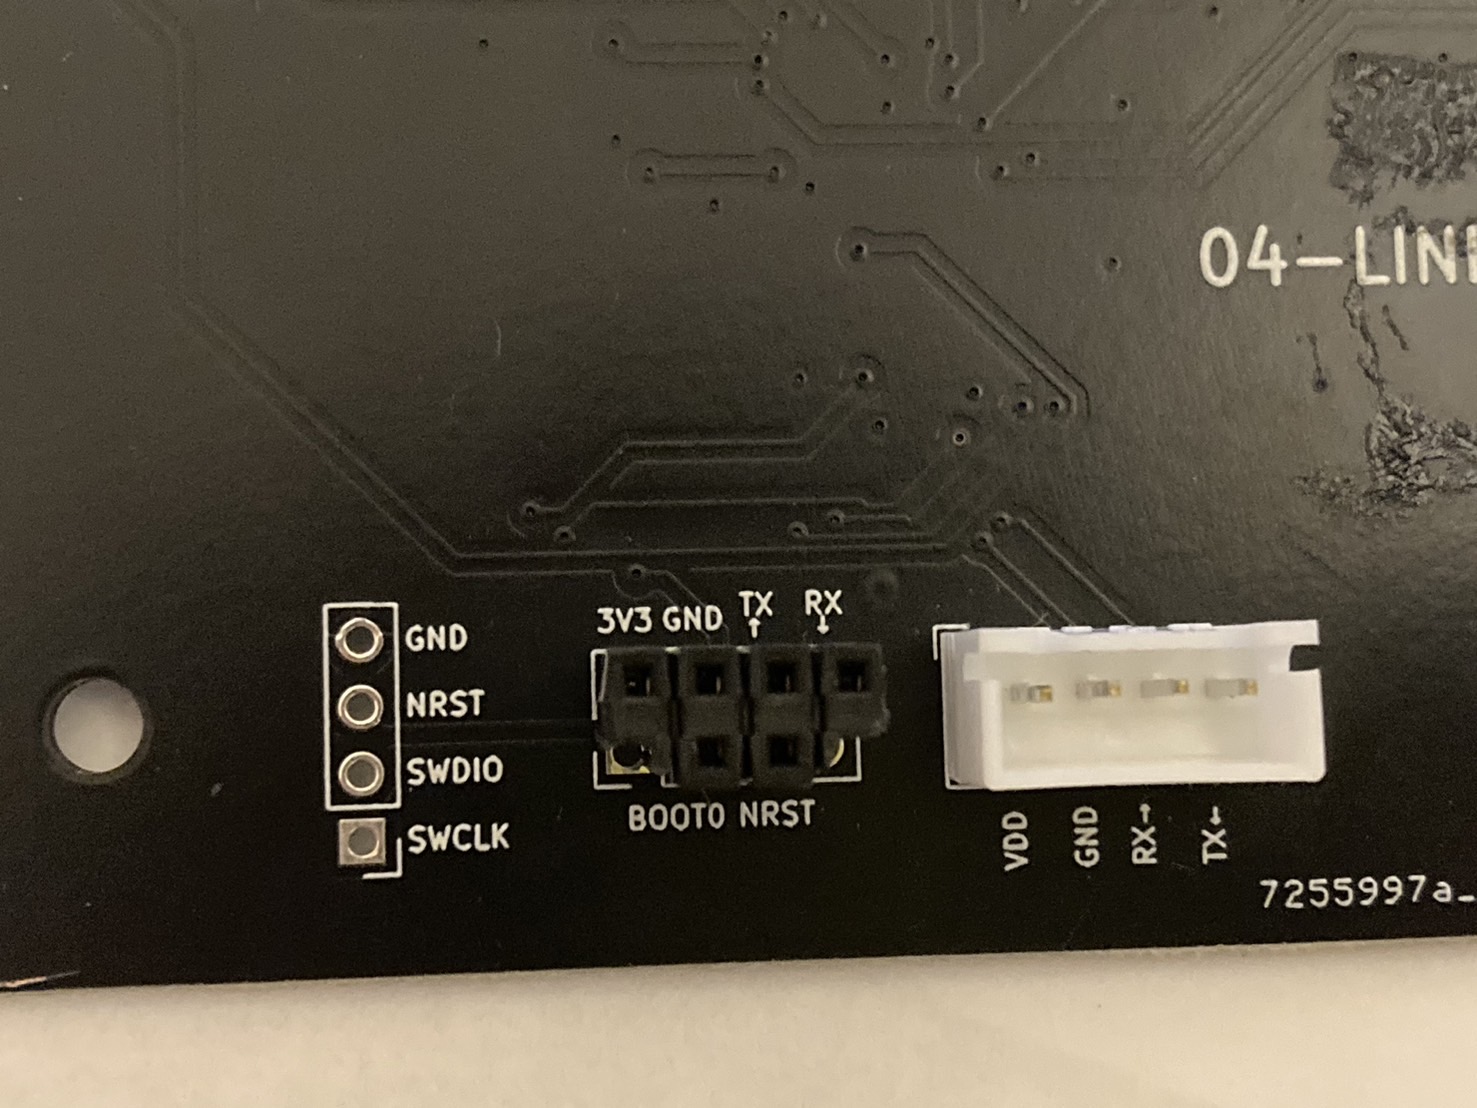 04-LIN
GND
NRST
SWDIO
SWCLK
3V3 GND TX RX
↑ ↓
BOOT0 NRST
VDD
GND
RX→
TX←
7255997a_